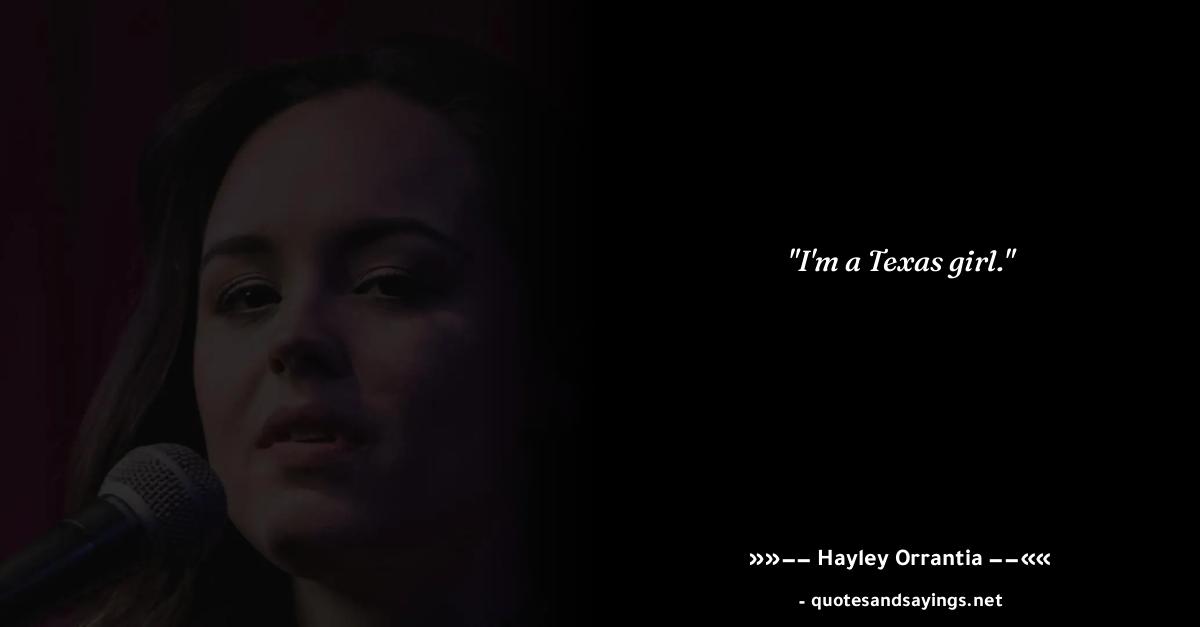 "I'm a Texas girl."
»»–– Hayley Orrantia ––««
- quotesandsayings.net